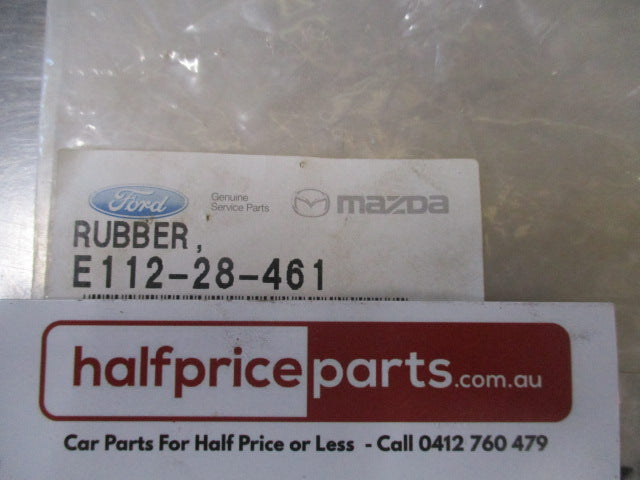 Ford Genuine Service Parts mazda
RUBBER,
E112-28-461
halfpriceparts.com.au
Car Parts For Half Price or Less - Call 0412 760 479